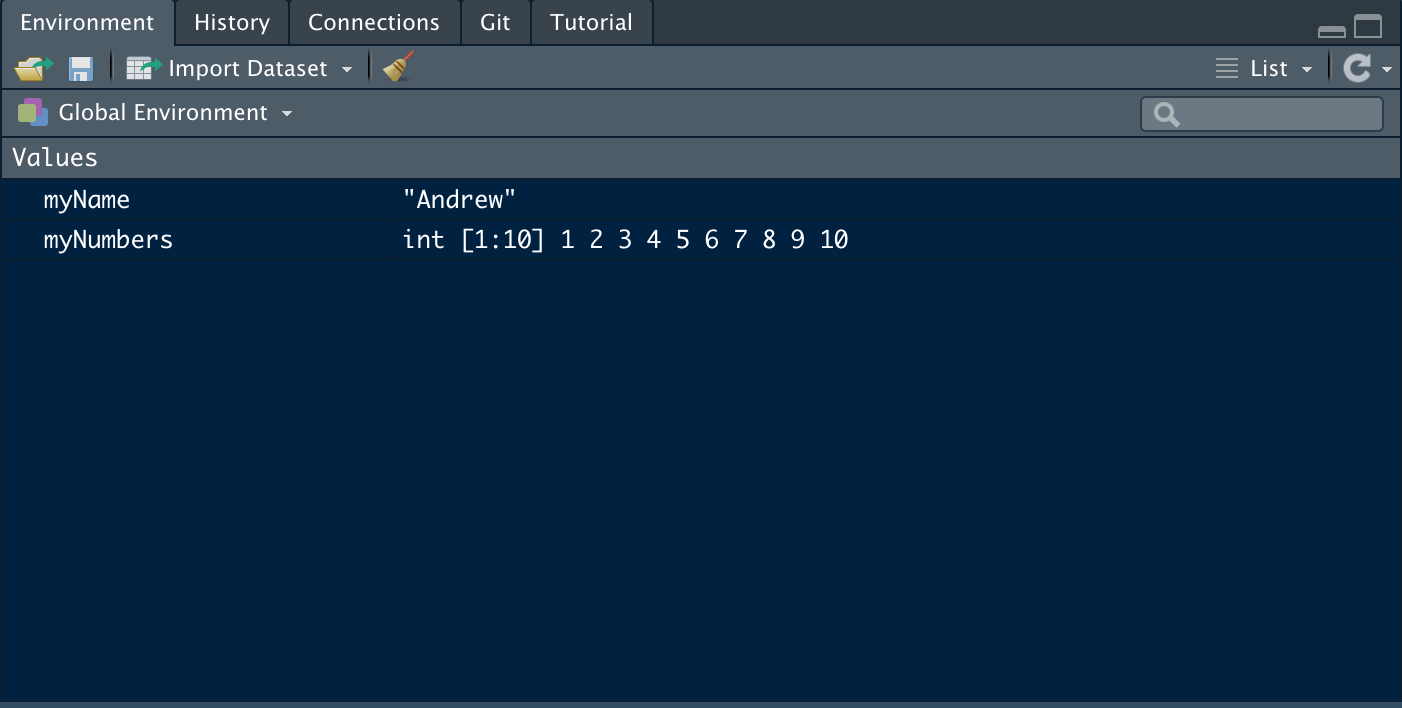 Environment History Connections Git Tutorial
Import Dataset List
Global Environment
Values
myName "Andrew"
myNumbers int [1:10] 1 2 3 4 5 6 7 8 9 10